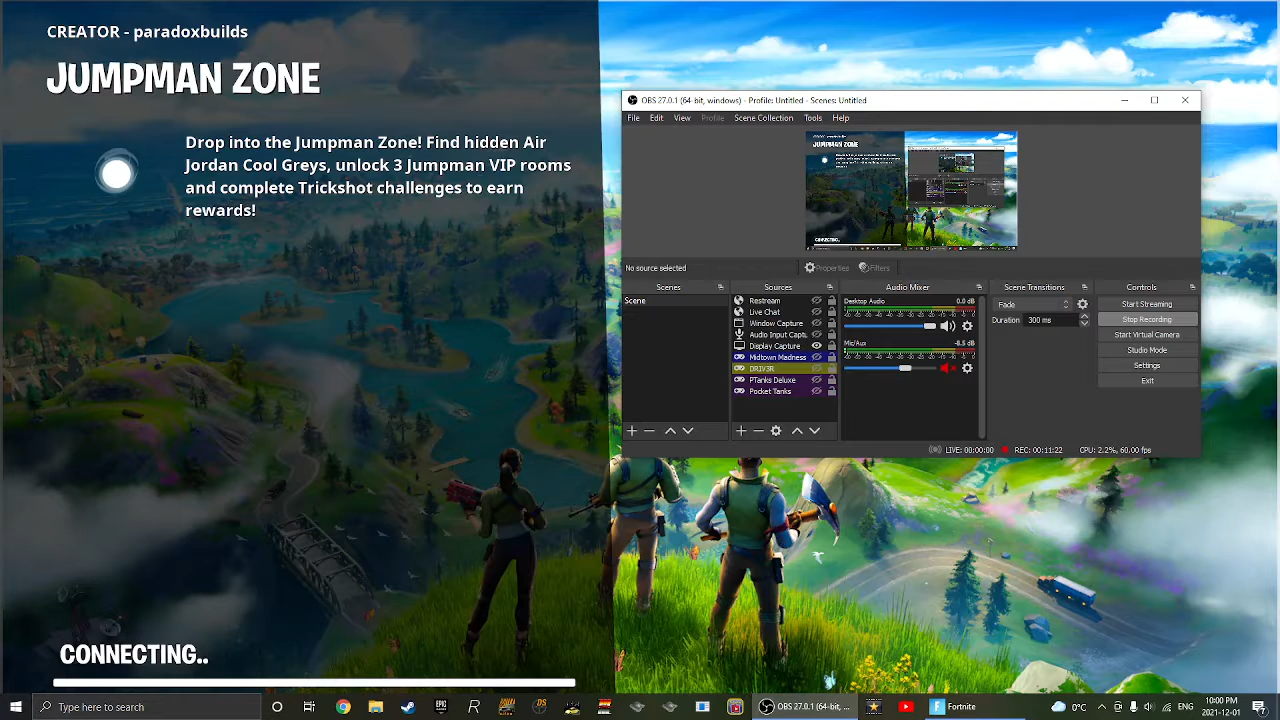 CREATOR - paradoxbuilds
JUMPMAN ZONE
Drop into the Jumpman Zone! Find hidden Air
Jordan Cool Greys, unlock 3 Jumpman VIP rooms
and complete Trickshot challenges to earn
rewards!
CONNECTING..
OBS 27.0.1 (64-bit, windows) - Profile: Untitled - Scenes: Untitled
File Edit View Profile Scene Collection Tools Help
No source selected
Properties Filters
Scenes
Scene
Sources
Restream
Live Chat
Window Capture
Audio Input Captu
Display Capture
Midtown Madness
DRIV3R
PTanks Deluxe
Pocket Tanks
Audio Mixer
Desktop Audio 0.0 dB
Mic/Aux -8.5 dB
Scene Transitions
Fade
Duration 300 ms
Controls
Start Streaming
Stop Recording
Start Virtual Camera
Studio Mode
Settings
Exit
LIVE: 00:00:00 REC: 00:11:22 CPU: 2.2%, 60.00 fps
Type here to search
OBS 27.0.1 (64-bit, ...
Fortnite
0°C
ENG
10:00 PM
2021-12-01